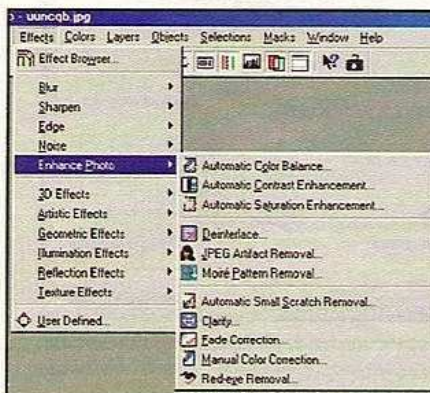 - uuncqb.jpg
Effects Colors Layers Objects Selections Masks Window Help
Effect Browser...
Blur
Sharpen
Edge
Noise
Enhance Photo
3D Effects
Artistic Effects
Geometric Effects
Illumination Effects
Reflection Effects
Texture Effects
User Defined...
Automatic Color Balance...
Automatic Contrast Enhancement...
Automatic Saturation Enhancement...
Deinterlace...
JPEG Artifact Removal...
Moiré Pattern Removal...
Automatic Small Scratch Removal...
Clarify...
Fade Correction...
Manual Color Correction...
Red-eye Removal...